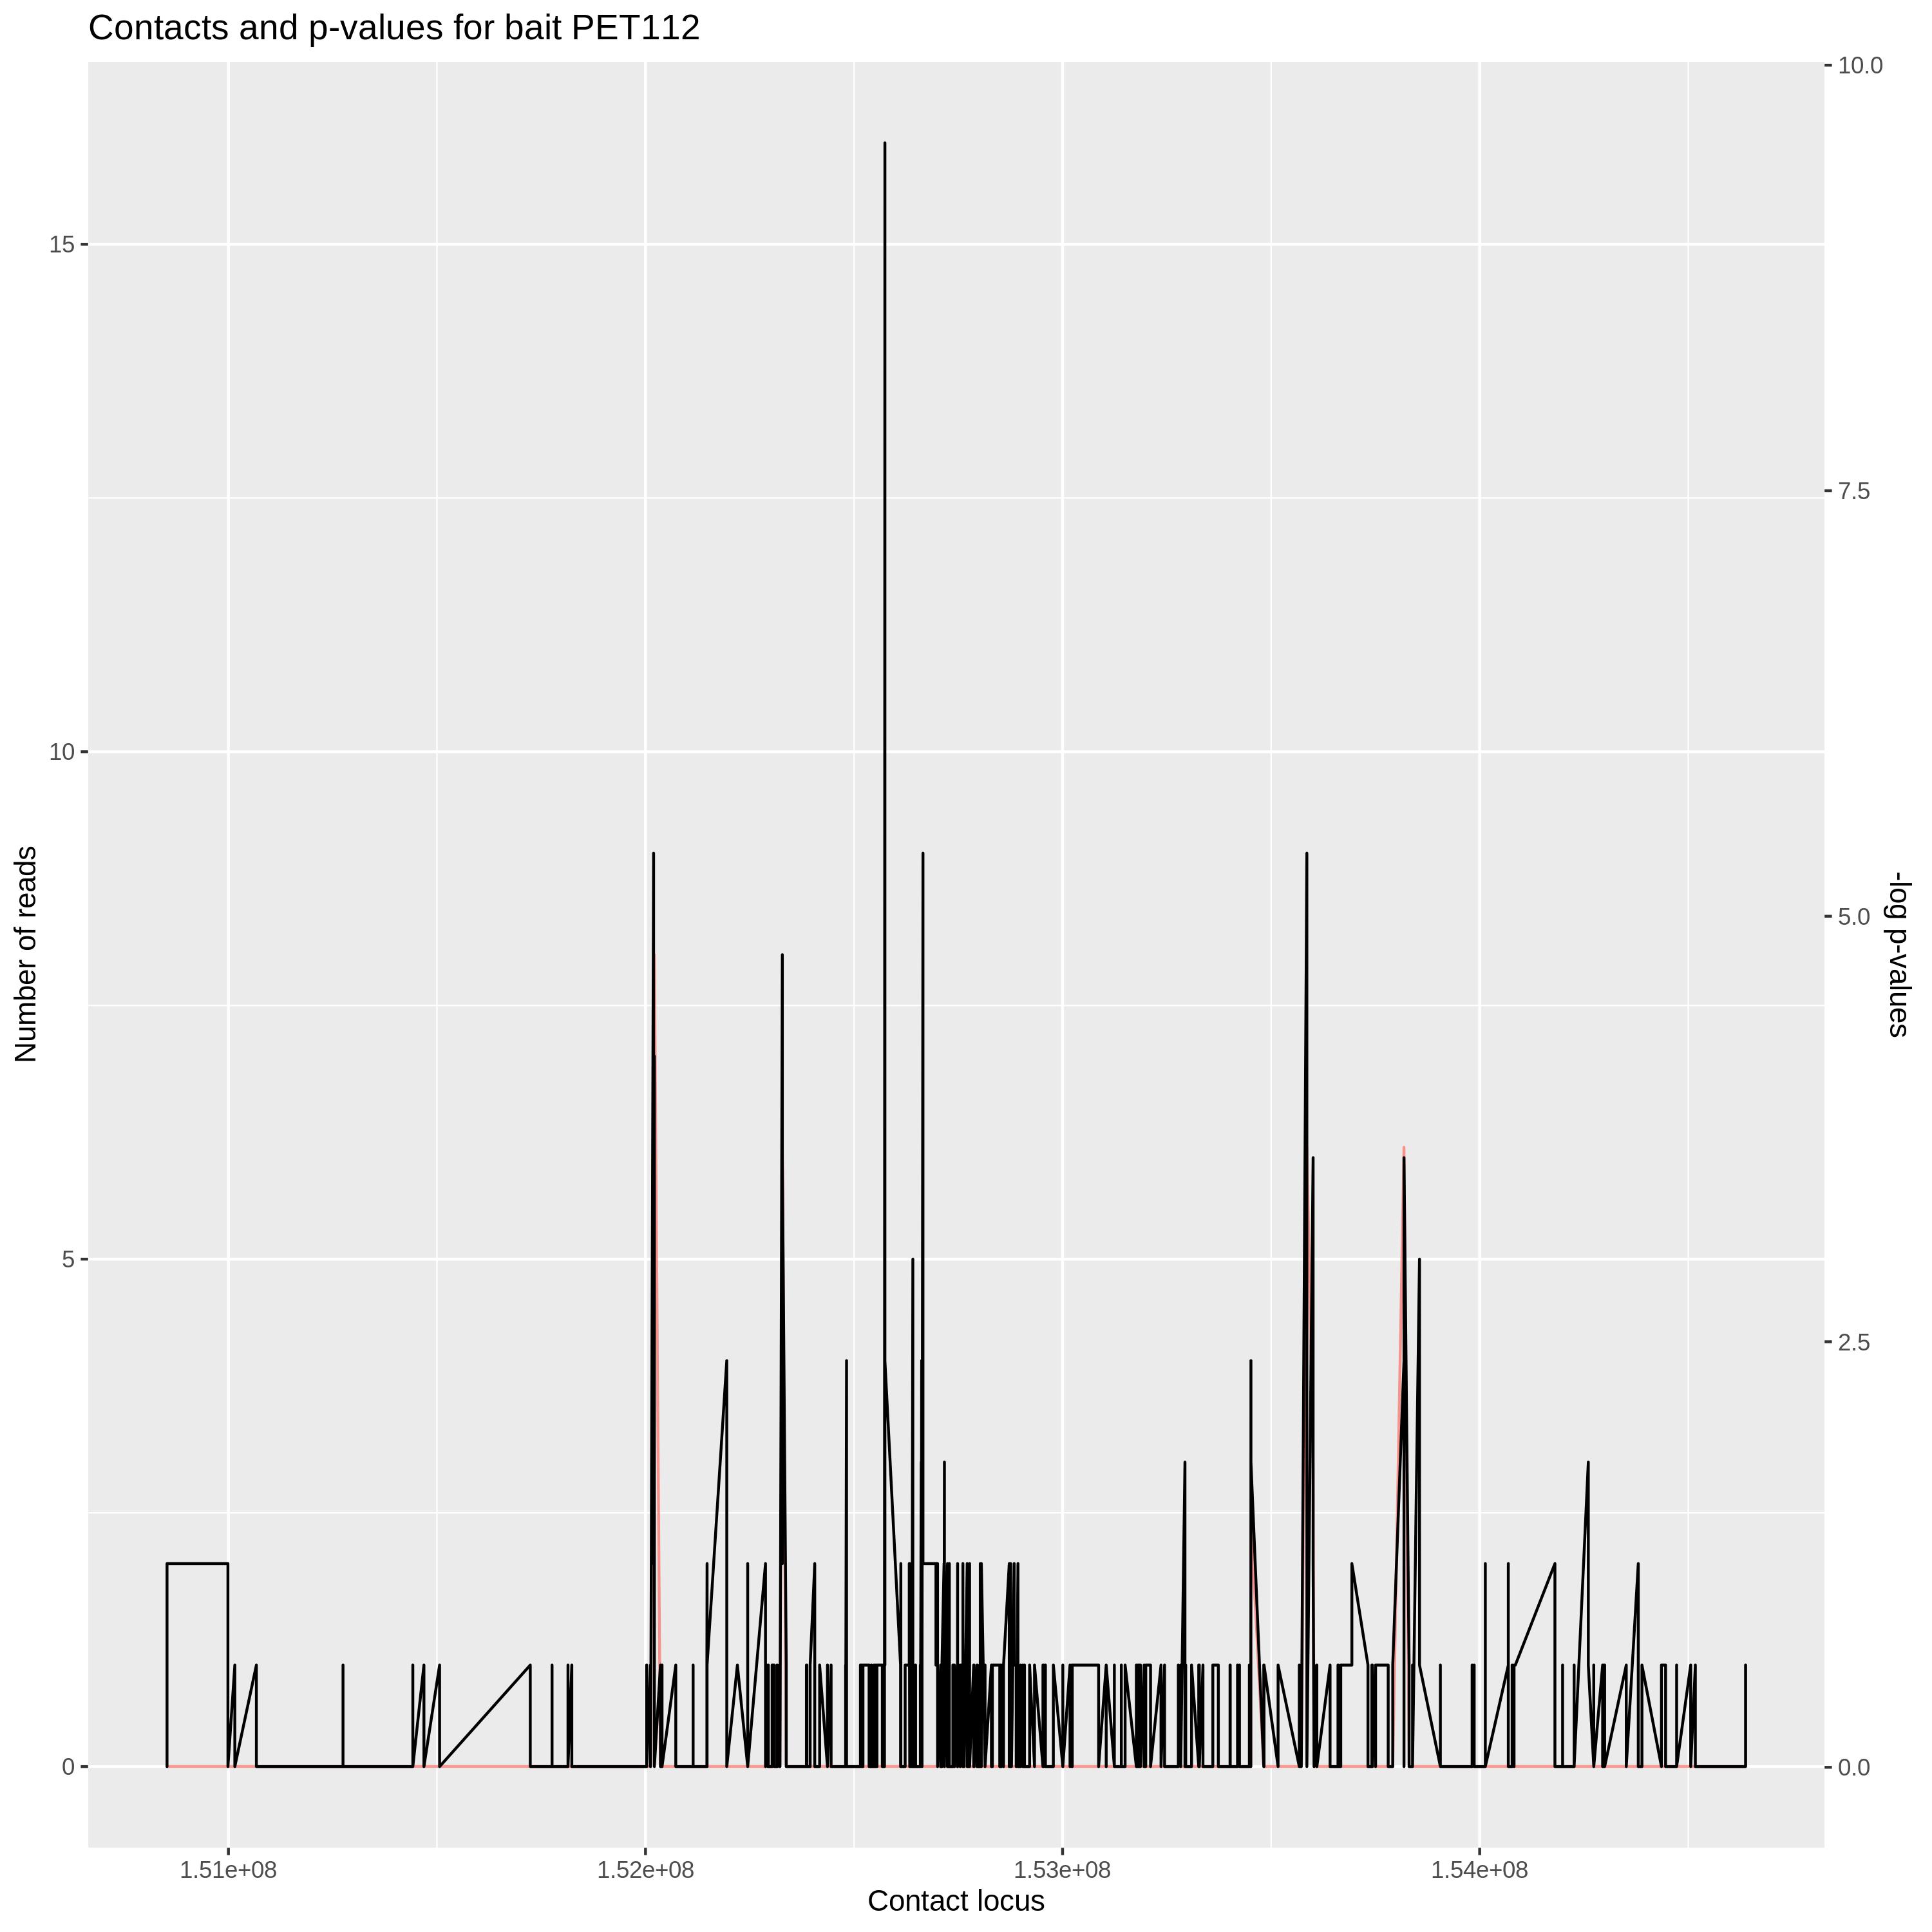 Contacts and p-values for bait PET112
Number of reads
15
10
5
0
10.0
7.5
5.0
2.5
0.0
-log p-values
1.51e+08
1.52e+08
1.53e+08
1.54e+08
Contact locus